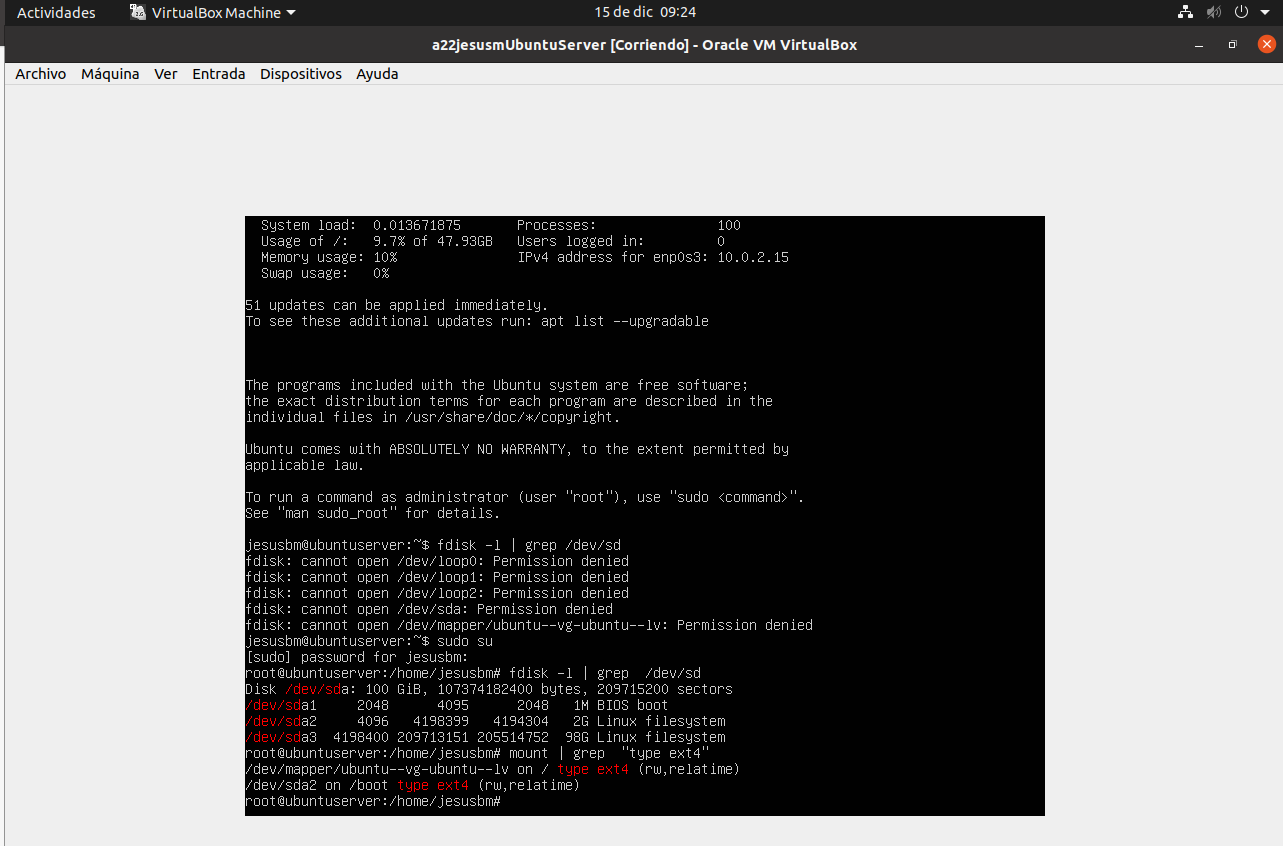 Actividades VirtualBox Machine 15 de dic 09:24
a22jesusmUbuntuServer [Corriendo] - Oracle VM VirtualBox
Archivo Máquina Ver Entrada Dispositivos Ayuda
System load: 0.013671875 Processes: 100
Usage of /: 9.7% of 47.93GB Users logged in: 0
Memory usage: 10% IPv4 address for enp0s3: 10.0.2.15
Swap usage: 0%
51 updates can be applied immediately.
To see these additional updates run: apt list --upgradable
The programs included with the Ubuntu system are free software;
the exact distribution terms for each program are described in the
individual files in /usr/share/doc/*/copyright.
Ubuntu comes with ABSOLUTELY NO WARRANTY, to the extent permitted by
applicable law.
To run a command as administrator (user "root"), use "sudo <command>".
See "man sudo_root" for details.
jesusbm@ubuntuserver:~$ fdisk -l | grep /dev/sd
fdisk: cannot open /dev/loop0: Permission denied
fdisk: cannot open /dev/loop1: Permission denied
fdisk: cannot open /dev/loop2: Permission denied
fdisk: cannot open /dev/sda: Permission denied
fdisk: cannot open /dev/mapper/ubuntu--vg-ubuntu--lv: Permission denied
jesusbm@ubuntuserver:~$ sudo su
[sudo] password for jesusbm:
root@ubuntuserver:/home/jesusbm# fdisk -l | grep  /dev/sd
Disk /dev/sda: 100 GiB, 107374182400 bytes, 209715200 sectors
/dev/sda1 2048 4095 2048 1M BIOS boot
/dev/sda2 4096 4198399 4194304 2G Linux filesystem
/dev/sda3 4198400 209713151 205514752 98G Linux filesystem
root@ubuntuserver:/home/jesusbm# mount | grep  "type ext4"
/dev/mapper/ubuntu--vg-ubuntu--lv on / type ext4 (rw,relatime)
/dev/sda2 on /boot type ext4 (rw,relatime)
root@ubuntuserver:/home/jesusbm#